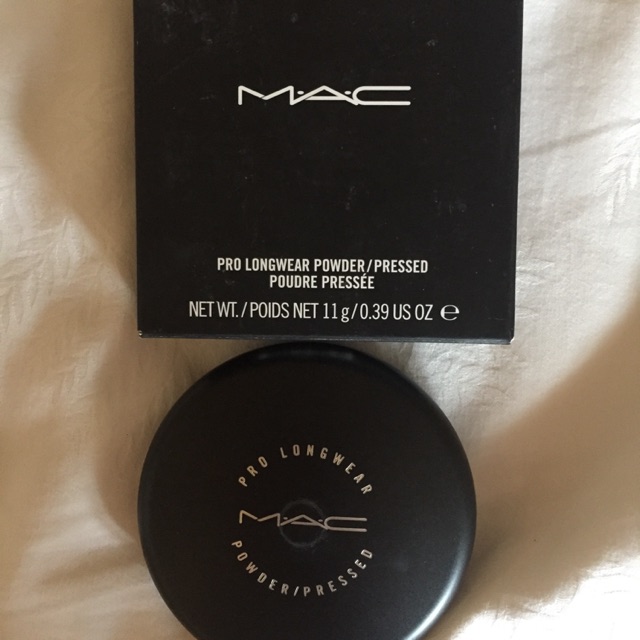 M·A·C
PRO LONGWEAR POWDER/PRESSED
POUDRE PRESSÉE
NET WT./POIDS NET 11 g/0.39 US OZ ℮
PRO LONGWEAR
M·A·C
POWDER/PRESSED